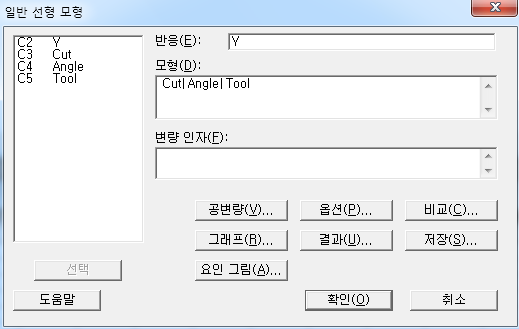 일반 선형 모형
C2 Y
C3 Cut
C4 Angle
C5 Tool
반응(E): Y
모형(D):
Cut| Angle| Tool
변량 인자(F):
공변량(V)... 옵션(P)... 비교(C)...
그래프(R)... 결과(U)... 저장(S)...
선택 요인 그림(A)...
도움말 확인(O) 취소